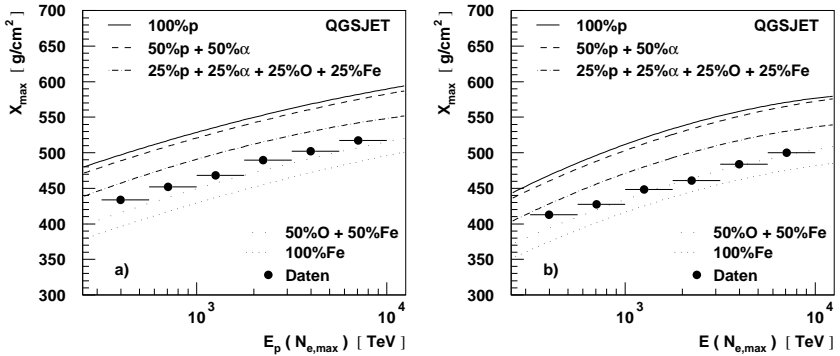 X_max [ g/cm²]
700
650
600
550
500
450
400
350
300
100%p
QGSJET
50%p + 50%α
25%p + 25%α + 25%O + 25%Fe
50%O + 50%Fe
100%Fe
Daten
a)
10³
10⁴
E_p ( N_e,max ) [ TeV]
X_max [ g/cm²]
700
650
600
550
500
450
400
350
300
100%p
QGSJET
50%p + 50%α
25%p + 25%α + 25%O + 25%Fe
50%O + 50%Fe
100%Fe
Daten
b)
10³
10⁴
E ( N_e,max ) [ TeV]